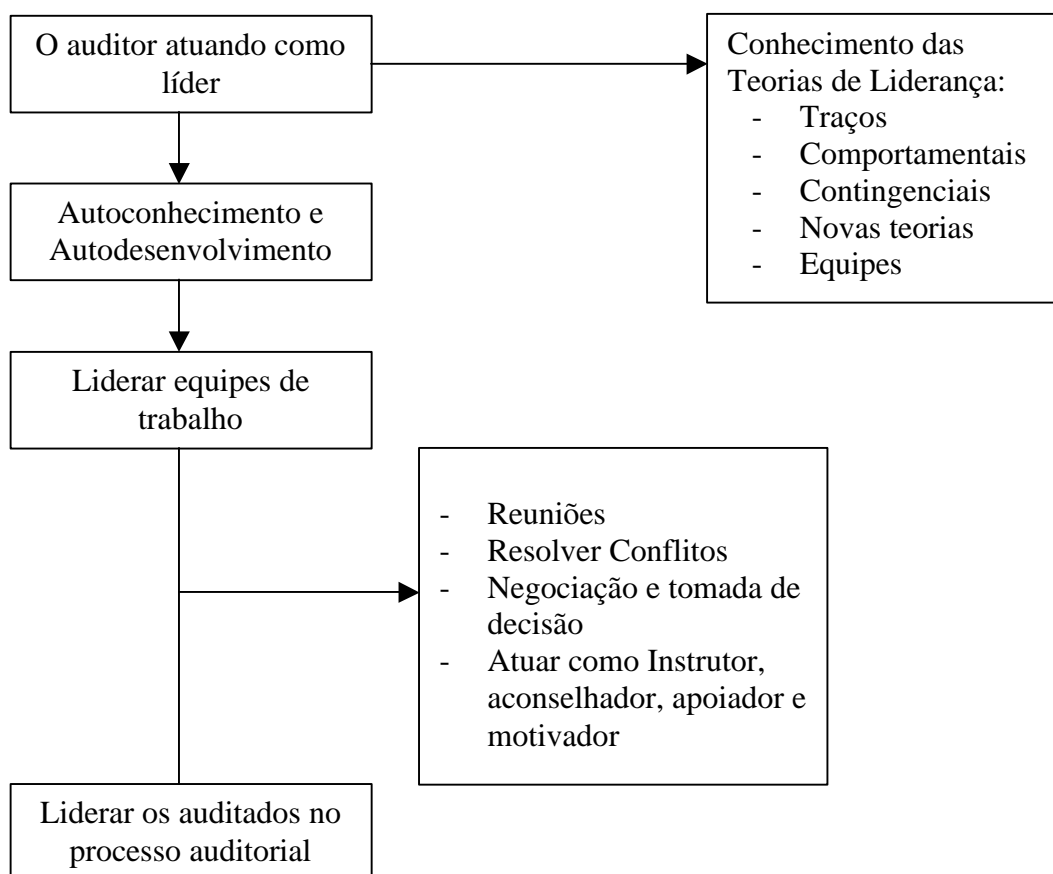 O auditor atuando como
líder
Conhecimento das
Teorias de Liderança:
- Traços
- Comportamentais
- Contingenciais
- Novas teorias
- Equipes
Autoconhecimento e
Autodesenvolvimento
Liderar equipes de
trabalho
- Reuniões
- Resolver Conflitos
- Negociação e tomada de
decisão
- Atuar como Instrutor,
aconselhador, apoiador e
motivador
Liderar os auditados no
processo auditorial